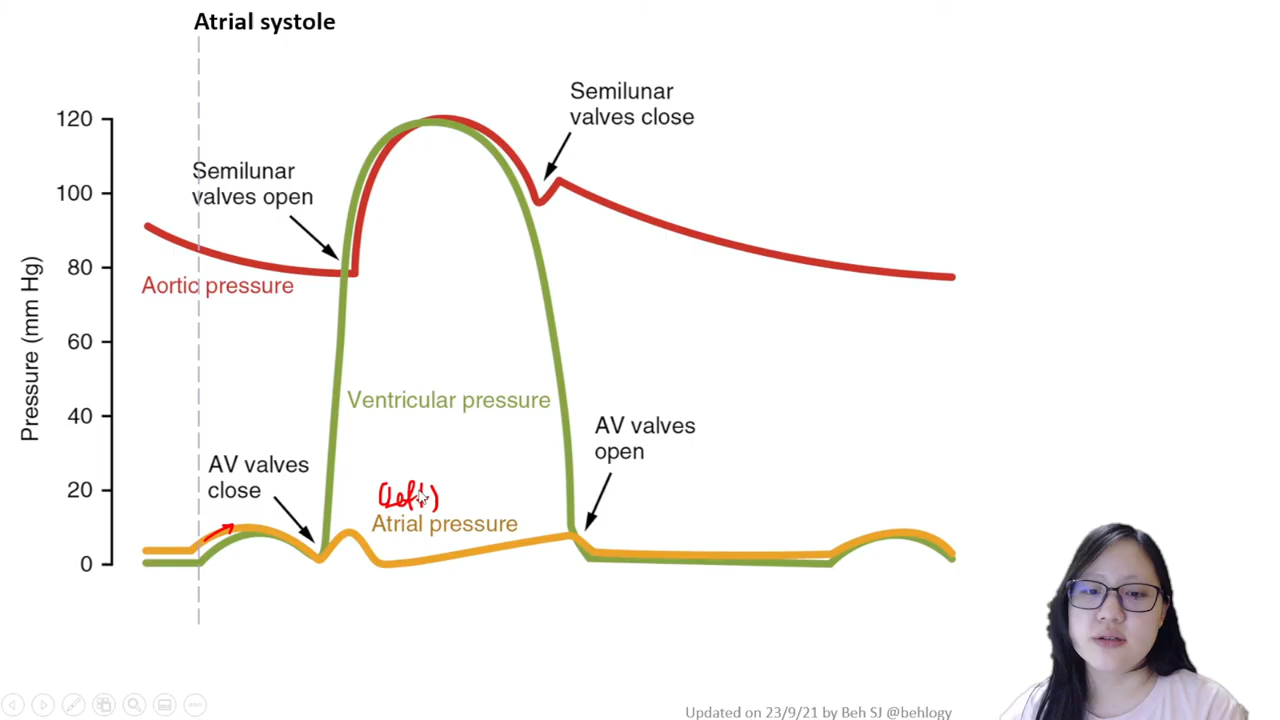 Atrial systole
Semilunar
valves close
120
Semilunar
valves open
100
80
Aortic pressure
Pressure (mm Hg)
60
Ventricular pressure
40
AV valves
open
AV valves
close
20
(Left)
Atrial pressure
0
Updated on 23/9/21 by Beh SJ @behlogy